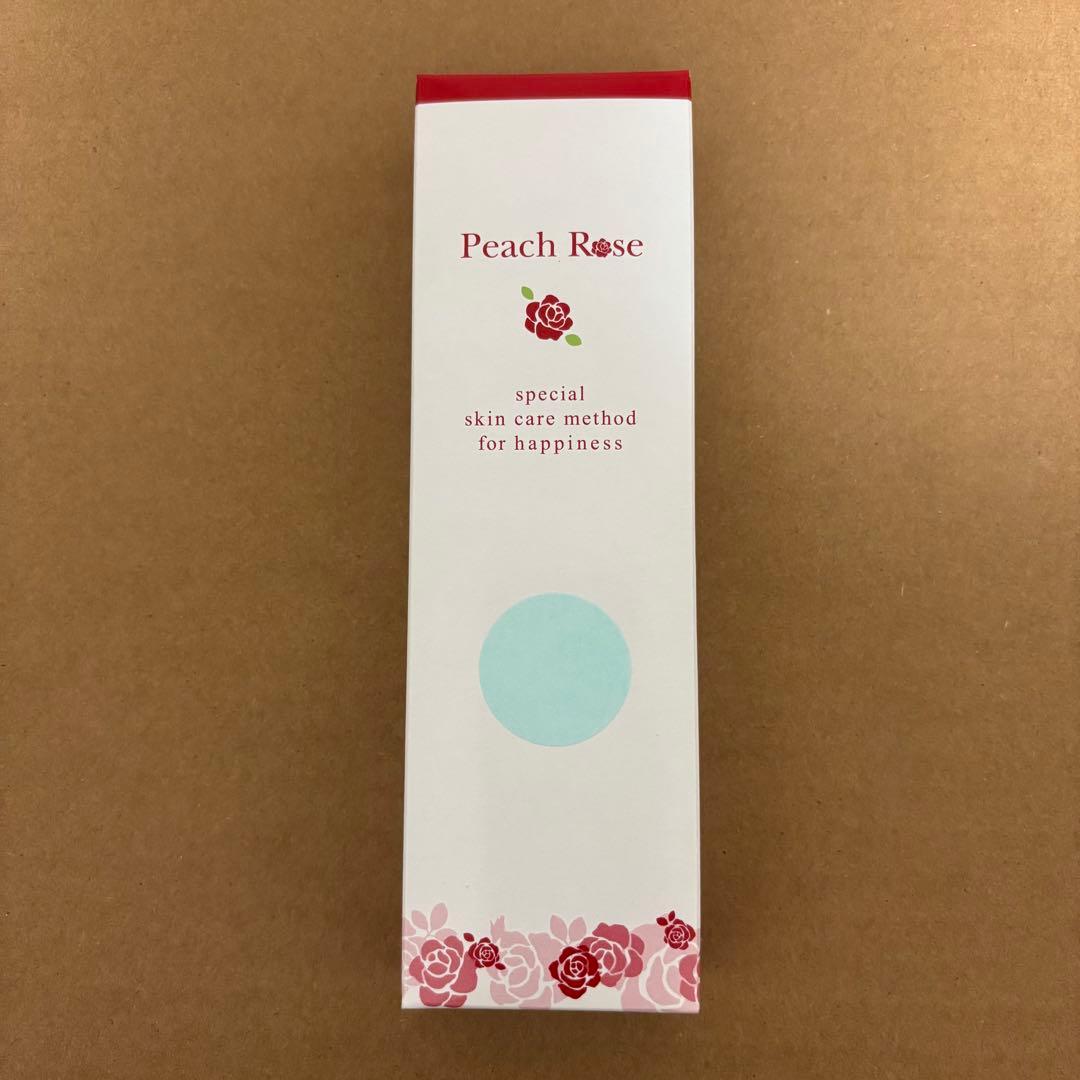 Peach Rose
special
skin care method
for happiness